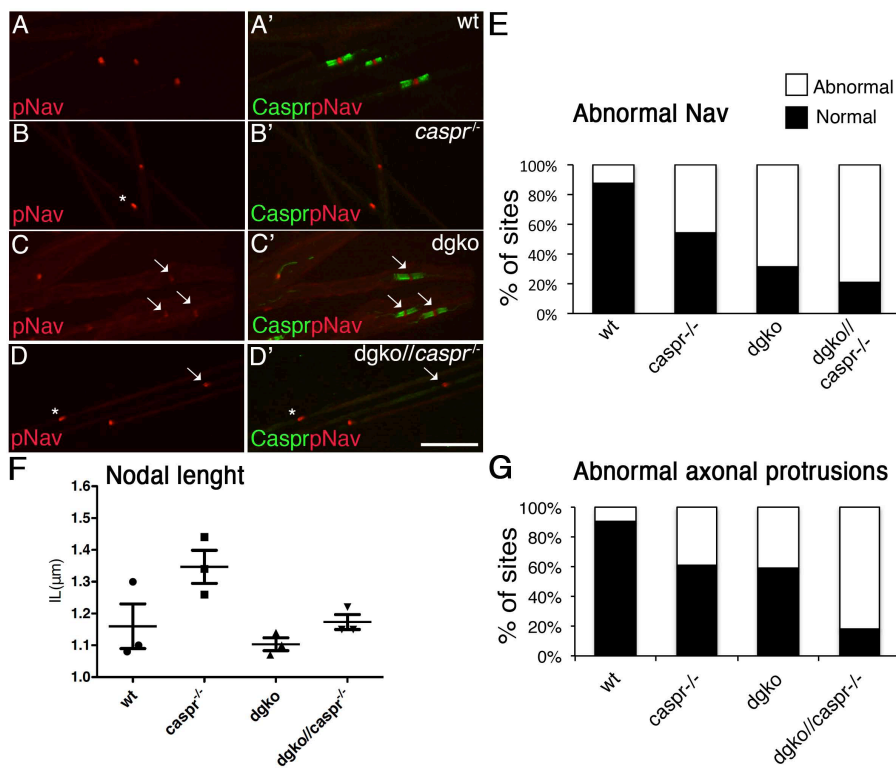 A
pNav
A'
wt
CasprpNav
B
*
pNav
B'
caspr-/-
CasprpNav
C
pNav
C'
dgko
CasprpNav
D
*
pNav
D'
dgko//caspr-/-
*
CasprpNav
E
Abnormal
Normal
Abnormal Nav
% of sites
100%
80%
60%
40%
20%
0%
wt
caspr-/-
dgko
dgko//
caspr-/-
F
Nodal lenght
IL(µm)
1.6
1.5
1.4
1.3
1.2
1.1
1.0
wt
caspr-/-
dgko
dgko//caspr-/-
G
Abnormal axonal protrusions
% of sites
100%
80%
60%
40%
20%
0%
wt
caspr-/-
dgko
dgko//caspr-/-